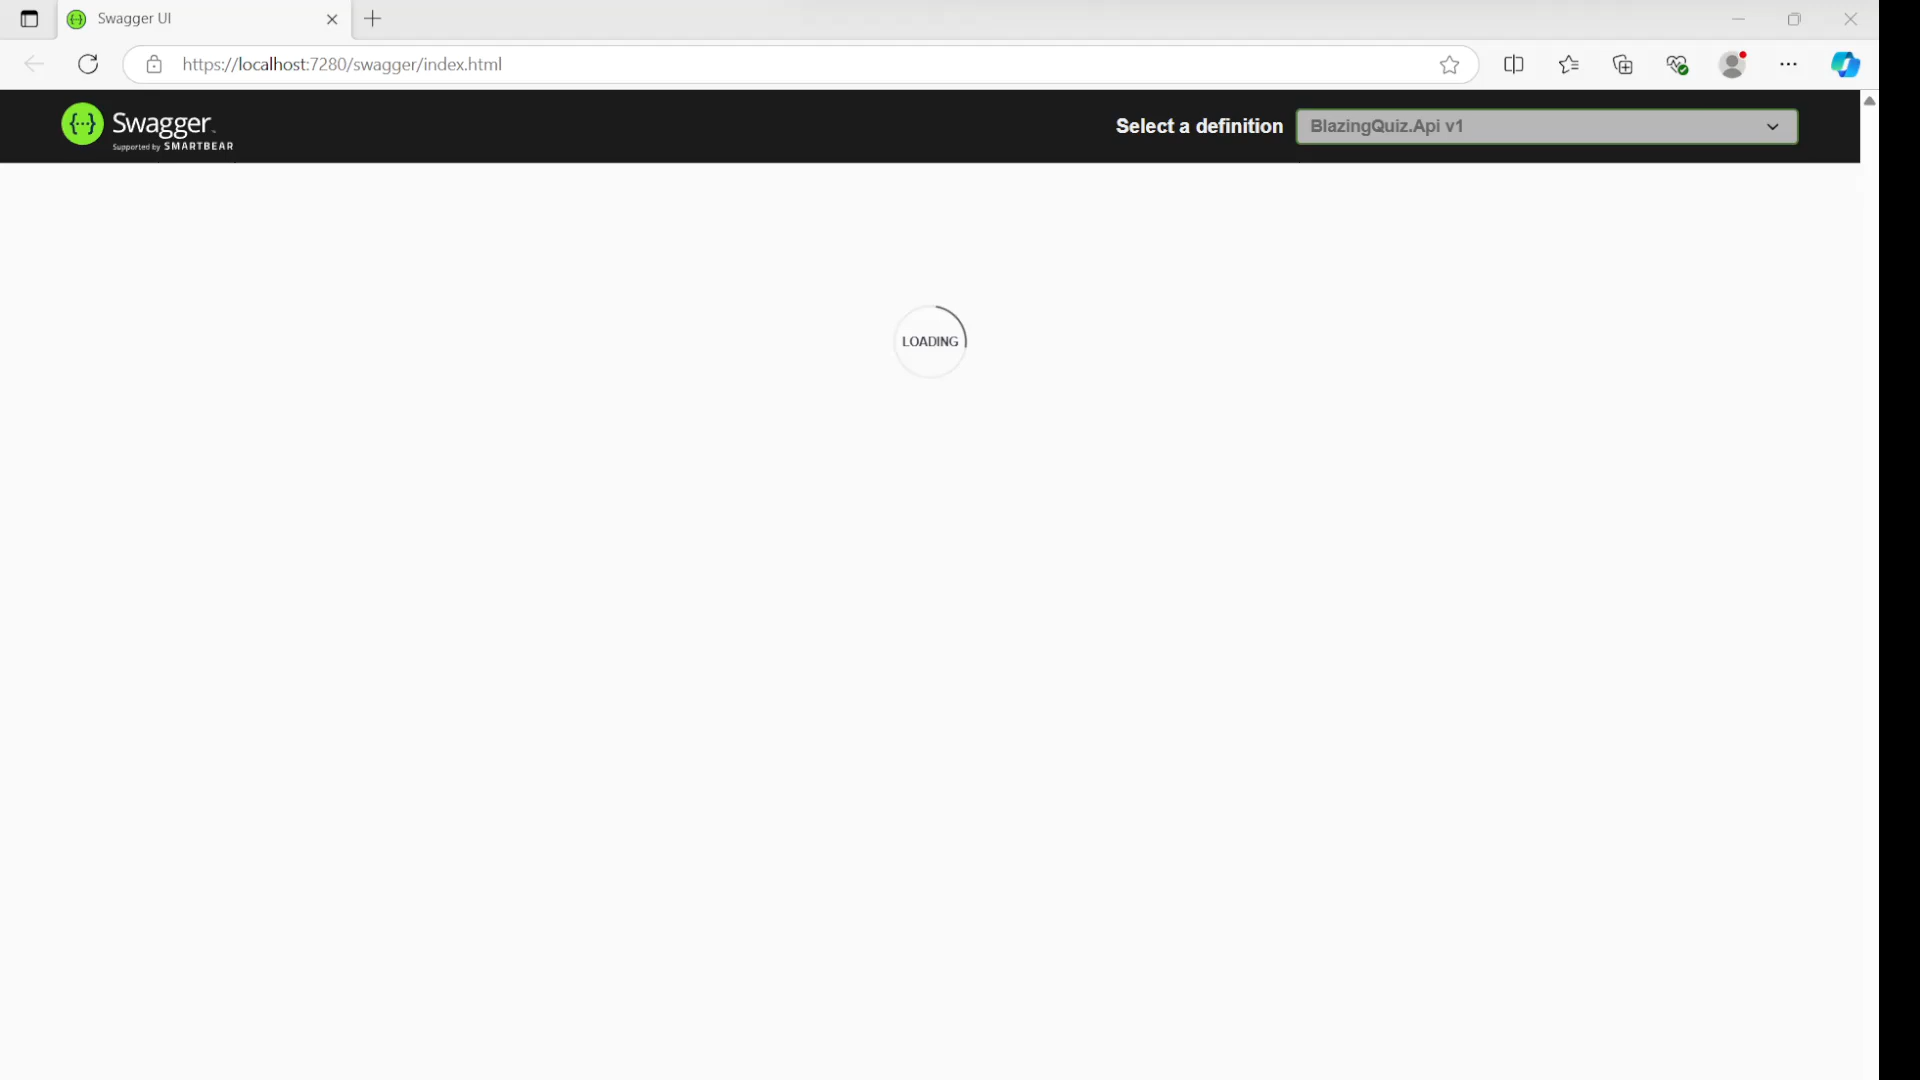 Swagger UI
https://localhost:7280/swagger/index.html
Swagger
Supported by SMARTBEAR
Select a definition
BlazingQuiz.Api v1
LOADING